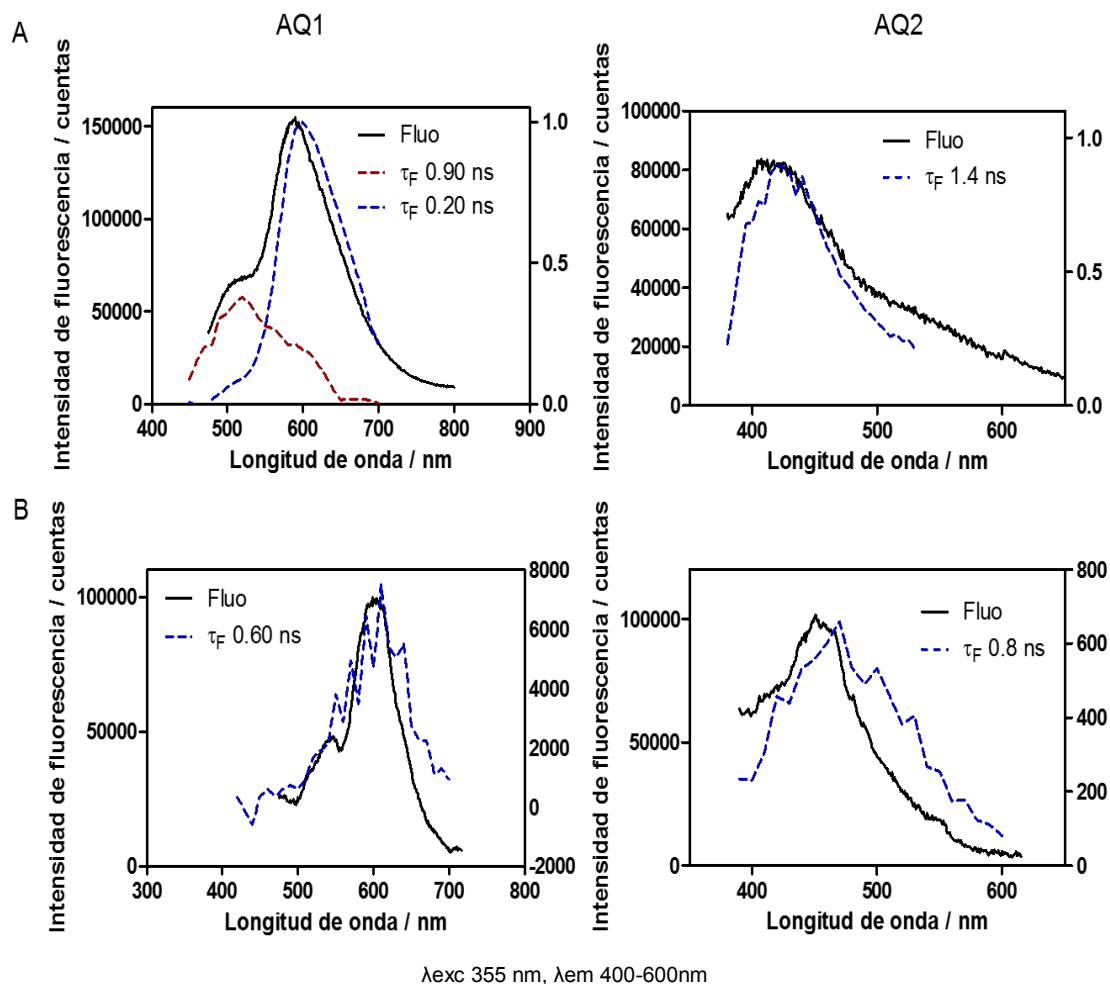 A
AQ1
AQ2
Intensidad de fluorescencia / cuentas
150000
100000
50000
0
1.0
0.5
0.0
Fluo
τF 0.90 ns
τF 0.20 ns
400 500 600 700 800 900
Longitud de onda / nm
Intensidad de fluorescencia / cuentas
100000
80000
60000
40000
20000
0
1.0
0.5
0.0
Fluo
τF 1.4 ns
400 500 600
Longitud de onda / nm
B
Intensidad de fluorescencia / cuentas
100000
50000
0
8000
6000
4000
2000
0
-2000
Fluo
τF 0.60 ns
300 400 500 600 700 800
Longitud de onda / nm
Intensidad de fluorescencia / cuentas
100000
50000
0
800
600
400
200
0
Fluo
τF 0.8 ns
400 500 600
Longitud de onda / nm
λexc 355 nm, λem 400-600nm